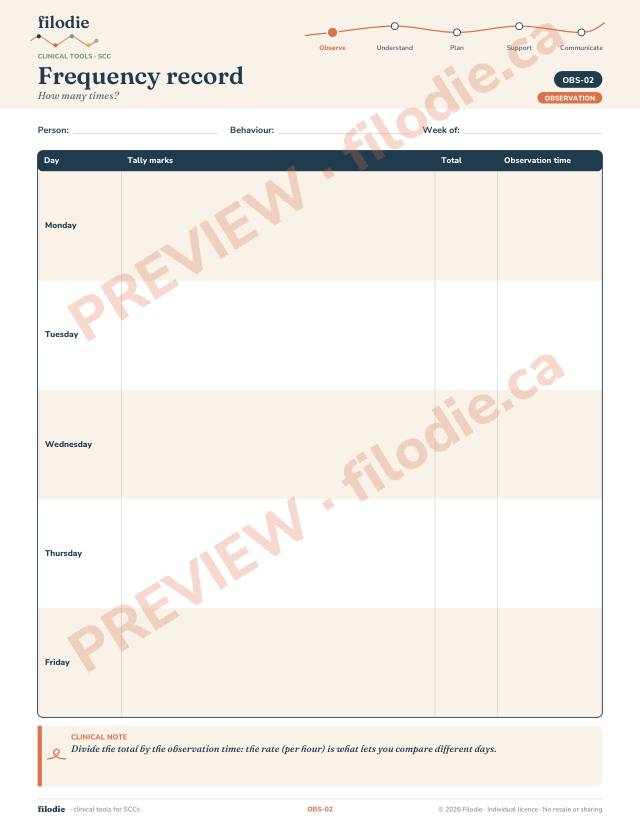 filodie
CLINICAL TOOLS · SCC
Observe Understand Plan Support Communicate
Frequency record
How many times?
OBS-02
OBSERVATION
Person: Behaviour: Week of:
Day Tally marks Total Observation time
Monday
Tuesday
Wednesday
Thursday
Friday
PREVIEW · filodie.ca
PREVIEW · filodie.ca
CLINICAL NOTE
Divide the total by the observation time: the rate (per hour) is what lets you compare different days.
filodie · clinical tools for SCCs OBS-02 © 2026 Filodie · Individual licence · No resale or sharing